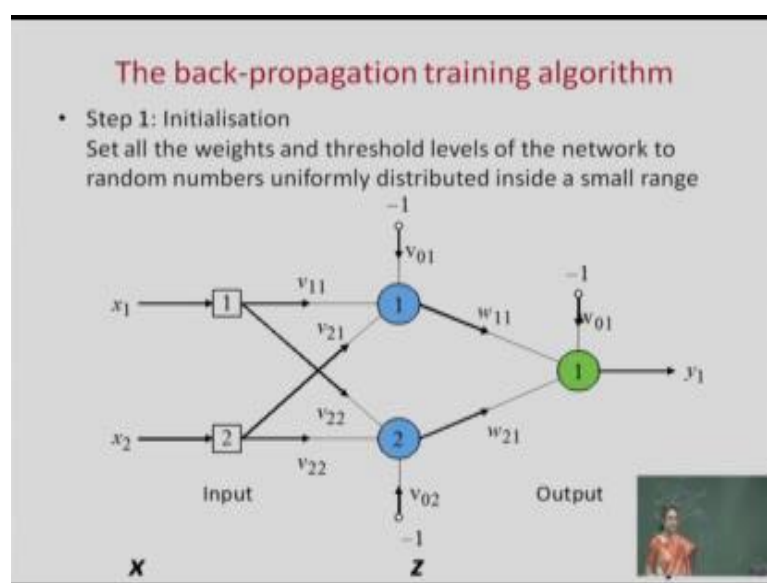 The back-propagation training algorithm
• Step 1: Initialisation
Set all the weights and threshold levels of the network to
random numbers uniformly distributed inside a small range
–1
v01
–1
v11
x1
1
1
w11
v01
v21
1
y1
v22
x2
2
2
w21
v22
Input
v02
Output
–1
X
Z